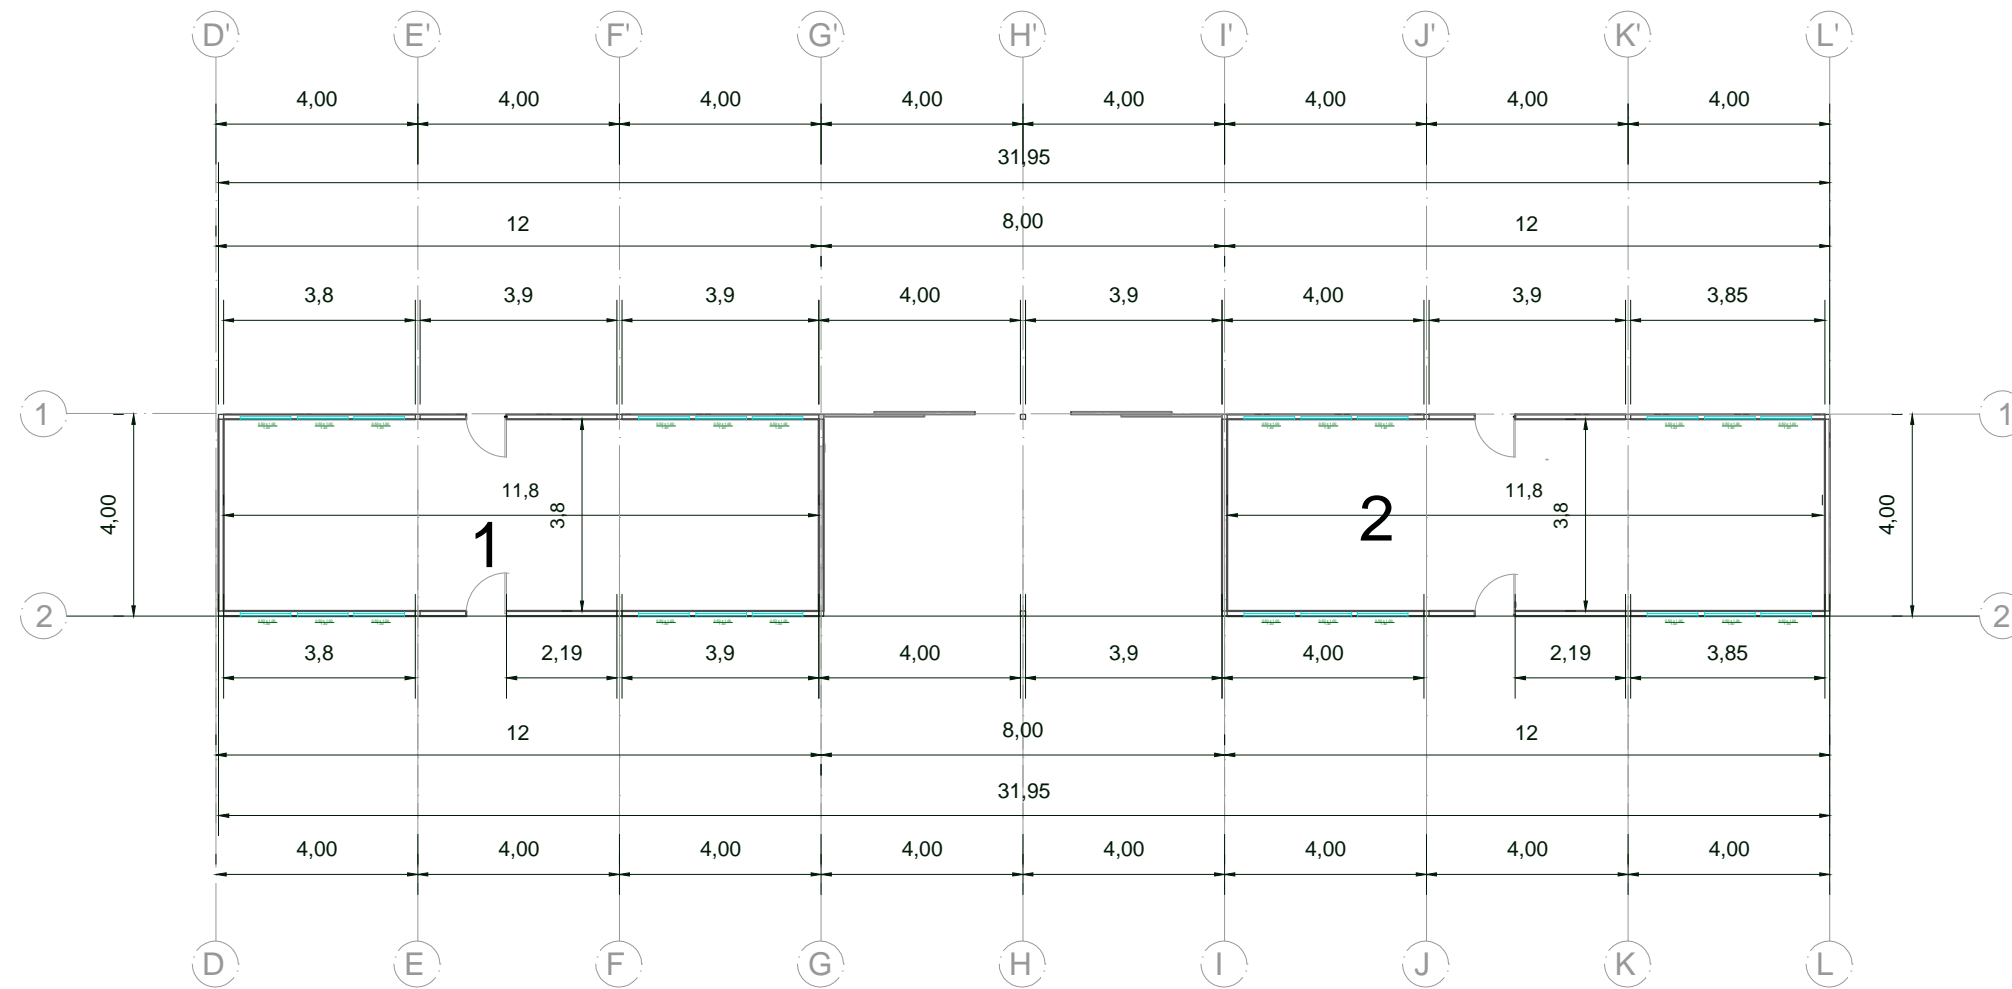 D' E' F' G' H' I' J' K' L'
4,00 4,00 4,00 4,00 4,00 4,00 4,00 4,00
31,95
12 8,00 12
3,8 3,9 3,9 4,00 3,9 4,00 3,9 3,85
1 1
4,00 11,8 3,8 1 2 11,8 3,8 4,00
2 2
3,8 2,19 3,9 4,00 3,9 4,00 2,19 3,85
12 8,00 12
31,95
4,00 4,00 4,00 4,00 4,00 4,00 4,00 4,00
D E F G H I J K L